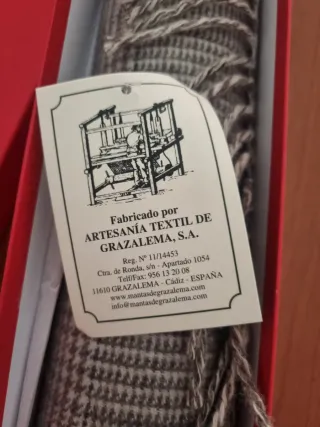 Fabricado por
ARTESANÍA TEXTIL DE
GRAZALEMA, S.A.
Reg. Nº 11/14453
Ctra. de Ronda, s/n - Apartado 1054
Telf/Fax: 956 13 20 08
11610 GRAZALEMA - Cádiz - ESPAÑA
www.mantasdegrazalema.com
info@mantasdegrazalema.com